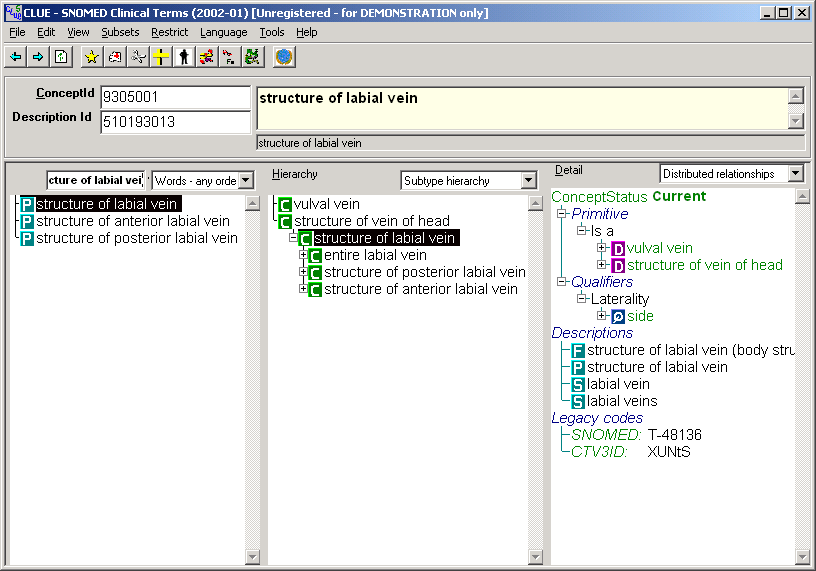 CLUE - SNOMED Clinical Terms (2002-01) [Unregistered - for DEMONSTRATION only]
File Edit View Subsets Restrict Language Tools Help
ConceptId 9305001
Description Id 510193013
structure of labial vein
structure of labial vein
cture of labial vei Words - any orde
structure of labial vein
structure of anterior labial vein
structure of posterior labial vein
Hierarchy Subtype hierarchy
vulval vein
structure of vein of head
structure of labial vein
entire labial vein
structure of posterior labial vein
structure of anterior labial vein
Detail Distributed relationships
ConceptStatus Current
Primitive
Is a
D vulval vein
D structure of vein of head
Qualifiers
Laterality
side
Descriptions
F structure of labial vein (body stru
P structure of labial vein
S labial vein
S labial veins
Legacy codes
SNOMED: T-48136
CTV3ID: XUNtS